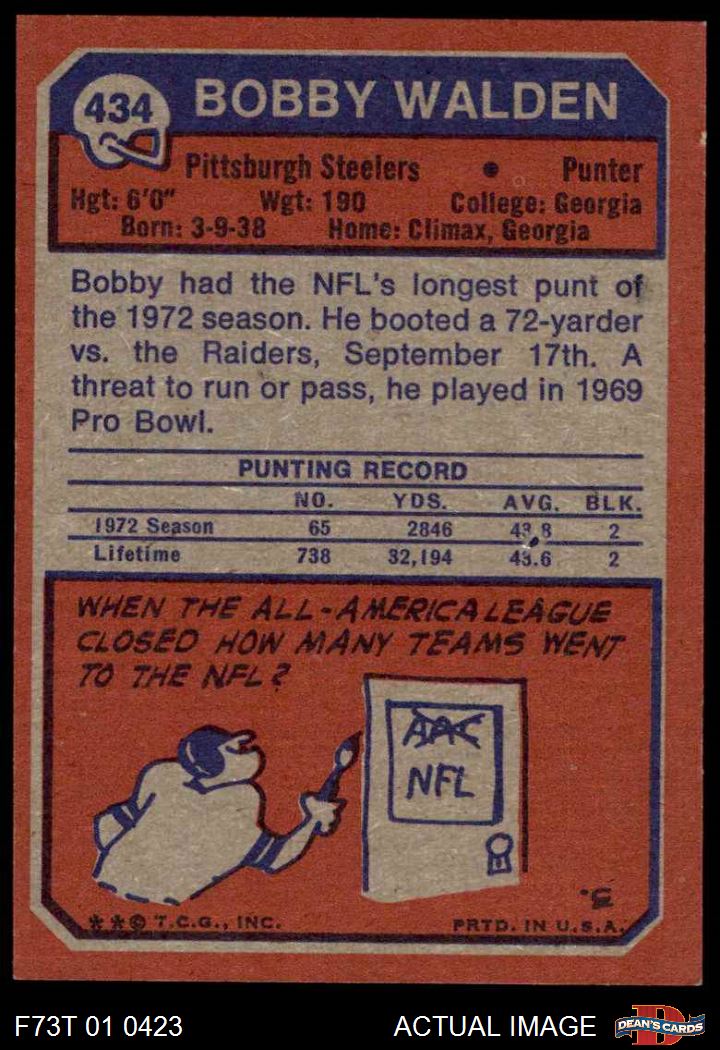 434 BOBBY WALDEN
Pittsburgh Steelers • Punter
Hgt: 6'0" Wgt: 190 College: Georgia
Born: 3-9-38 Home: Climax, Georgia
Bobby had the NFL's longest punt of
the 1972 season. He booted a 72-yarder
vs. the Raiders, September 17th. A
threat to run or pass, he played in 1969
Pro Bowl.
PUNTING RECORD
NO. YDS. AVG. BLK.
1972 Season 65 2846 43.8 2
Lifetime 738 32,194 43.6 2
WHEN THE ALL-AMERICA LEAGUE
CLOSED HOW MANY TEAMS WENT
TO THE NFL?
AAC
NFL
**© T.C.G., INC. PRTD. IN U.S.A.
F73T 01 0423 ACTUAL IMAGE
D
DEAN'S CARDS